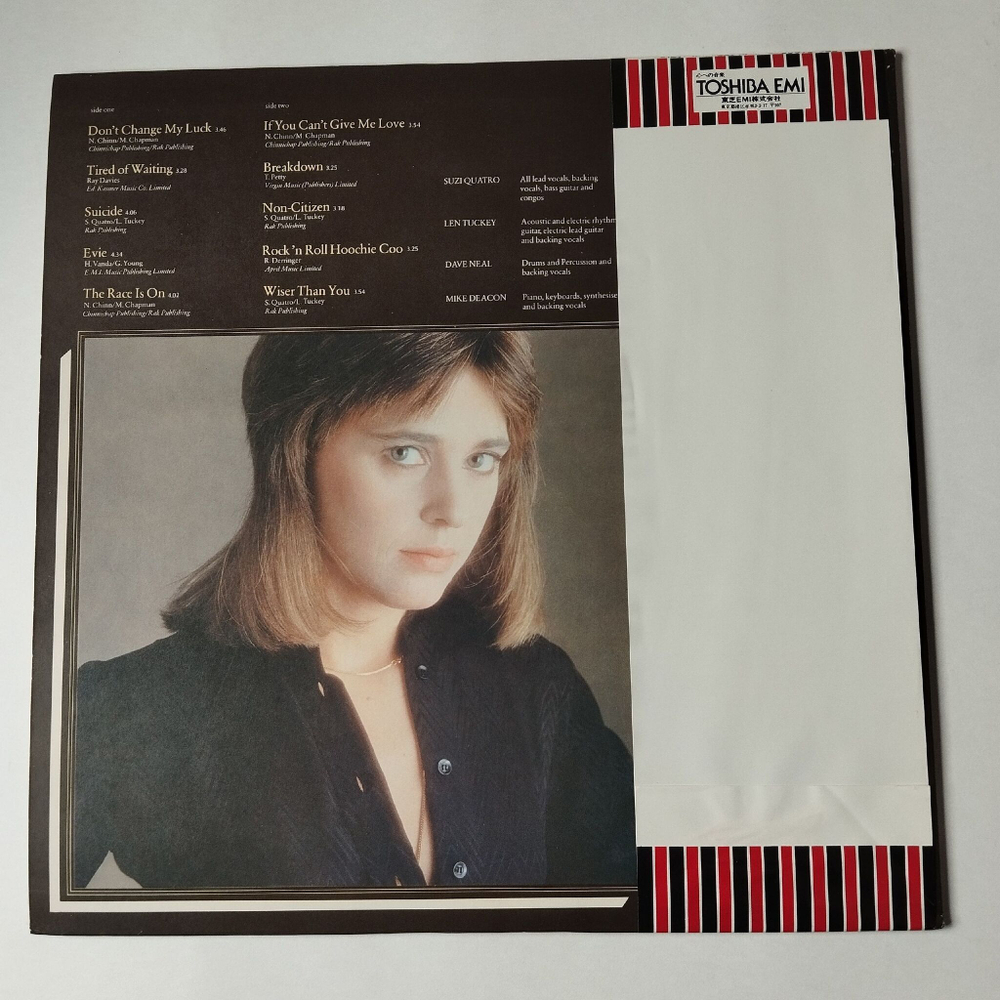 side one
Don't Change My Luck 3.46
N. Chinn/M. Chapman
Chinnichap Publishing/Rak Publishing
Tired of Waiting 3.28
Ray Davies
Ed. Kassner Music Co. Limited
Suicide 4.06
S. Quatro/L. Tuckey
Rak Publishing
Evie 4.34
H. Vanda/G. Young
E.M.I. Music Publishing Limited
The Race Is On 4.02
N. Chinn/M. Chapman
Chinnichap Publishing/Rak Publishing
side two
If You Can't Give Me Love 3.54
N. Chinn/M. Chapman
Chinnichap Publishing/Rak Publishing
Breakdown 3.25
T. Petty
Virgin Music (Publishers) Limited
Non-Citizen 3.18
S. Quatro/L. Tuckey
Rak Publishing
Rock 'n Roll Hoochie Coo 3.25
R. Derringer
April Music Limited
Wiser Than You 3.54
S. Quatro/L. Tuckey
Rak Publishing
SUZI QUATRO
All lead vocals, backing
vocals, bass guitar and
congos
LEN TUCKEY
Acoustic and electric rhythm
guitar, electric lead guitar
and backing vocals
DAVE NEAL
Drums and Percussion and
backing vocals
MIKE DEACON
Piano, keyboards, synthesise
and backing vocals
心への音楽
TOSHIBA EMI
東芝EMI株式会社